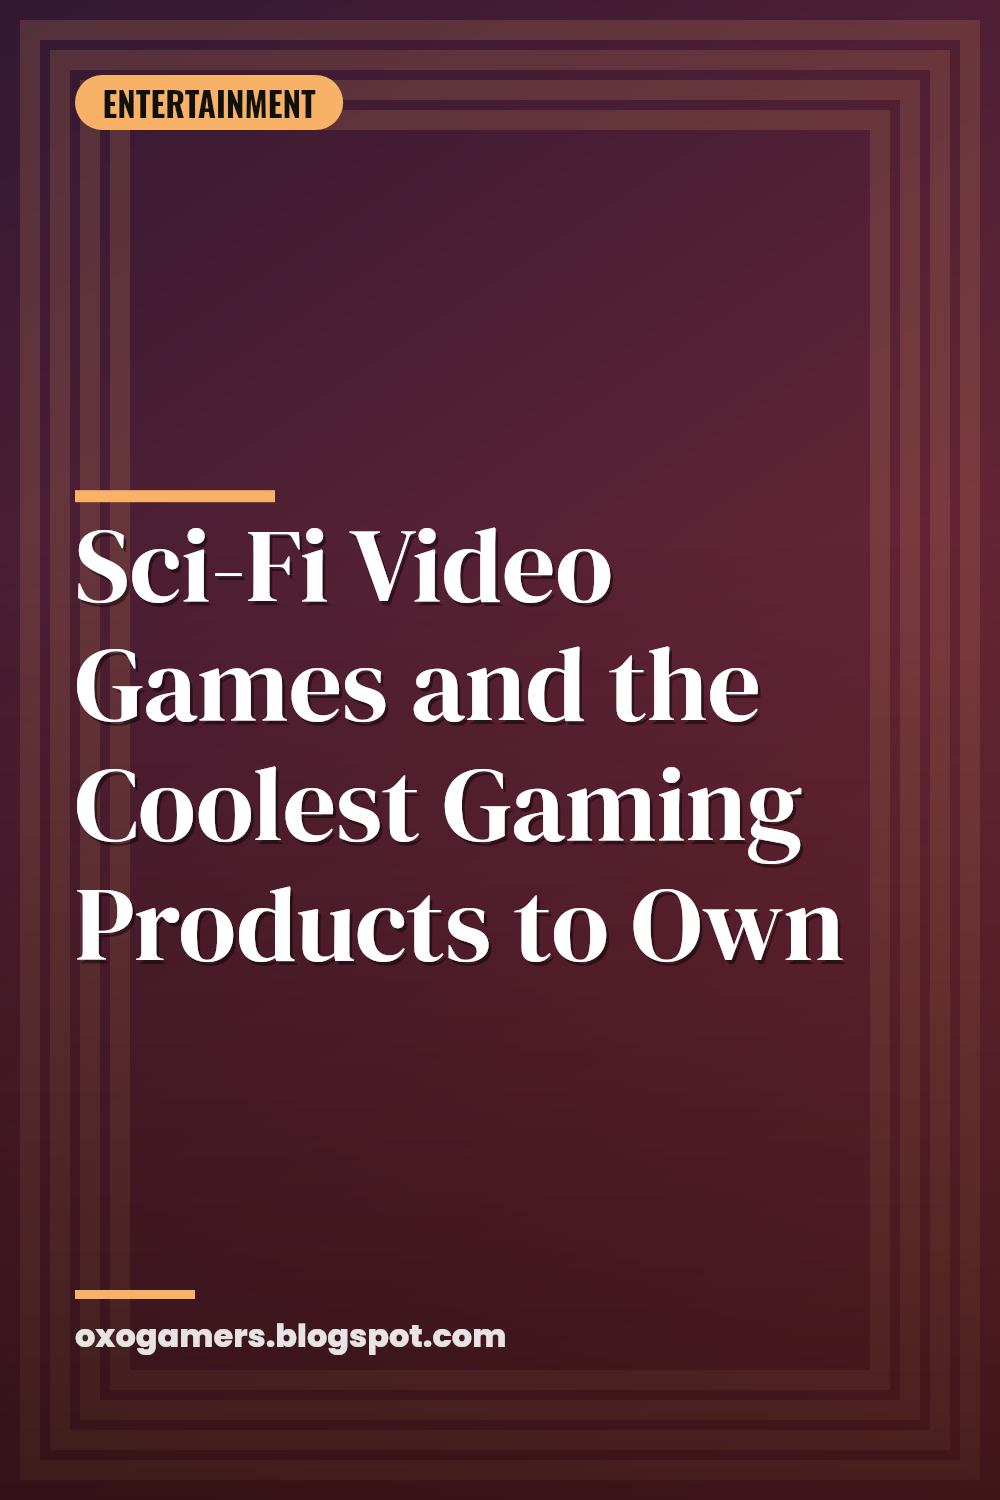 ENTERTAINMENT
Sci-Fi Video
Games and the
Coolest Gaming
Products to Own
oxogamers.blogspot.com